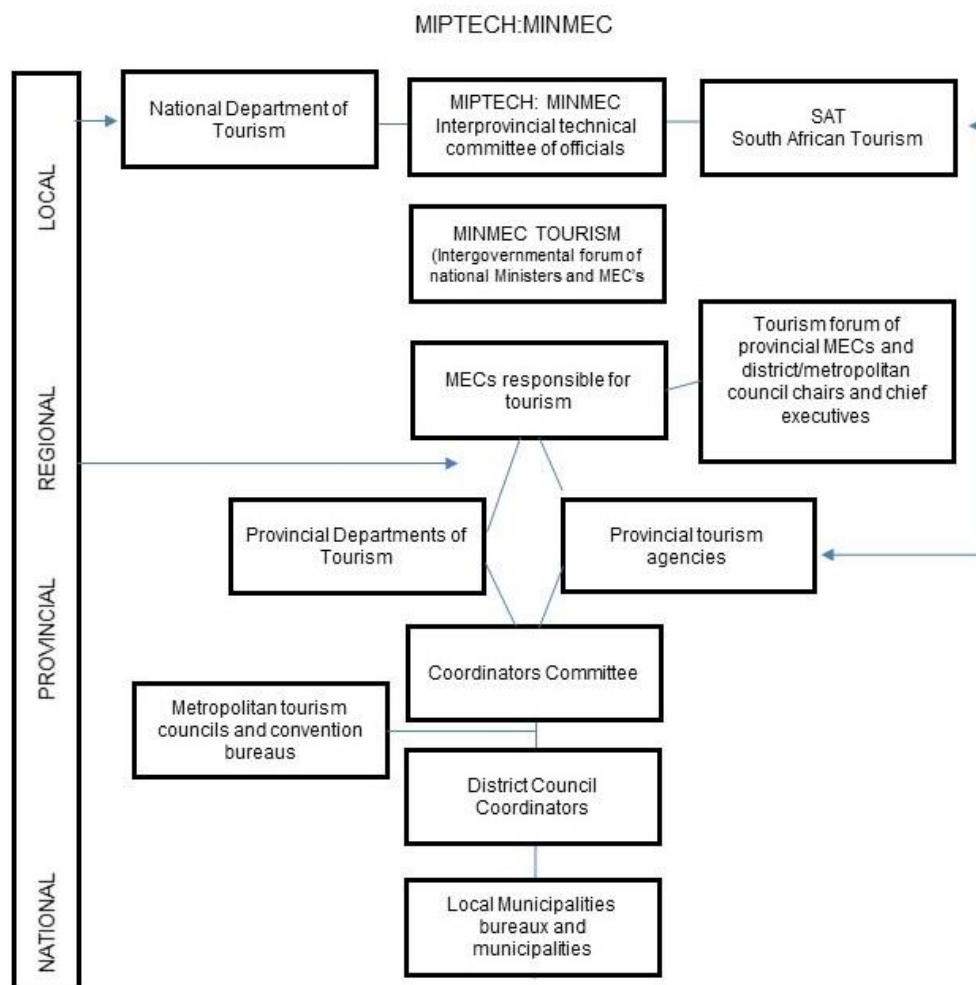 MIPTECH:MINMEC
LOCAL
REGIONAL
PROVINCIAL
NATIONAL
National Department of
Tourism
MIPTECH: MINMEC
Interprovincial technical
committee of officials
SAT
South African Tourism
MINMEC TOURISM
(Intergovernmental forum of
national Ministers and MEC's
MECs responsible for
tourism
Tourism forum of
provincial MECs and
district/metropolitan
council chairs and chief
executives
Provincial Departments of
Tourism
Provincial tourism
agencies
Coordinators Committee
Metropolitan tourism
councils and convention
bureaus
District Council
Coordinators
Local Municipalities
bureaux and
municipalities